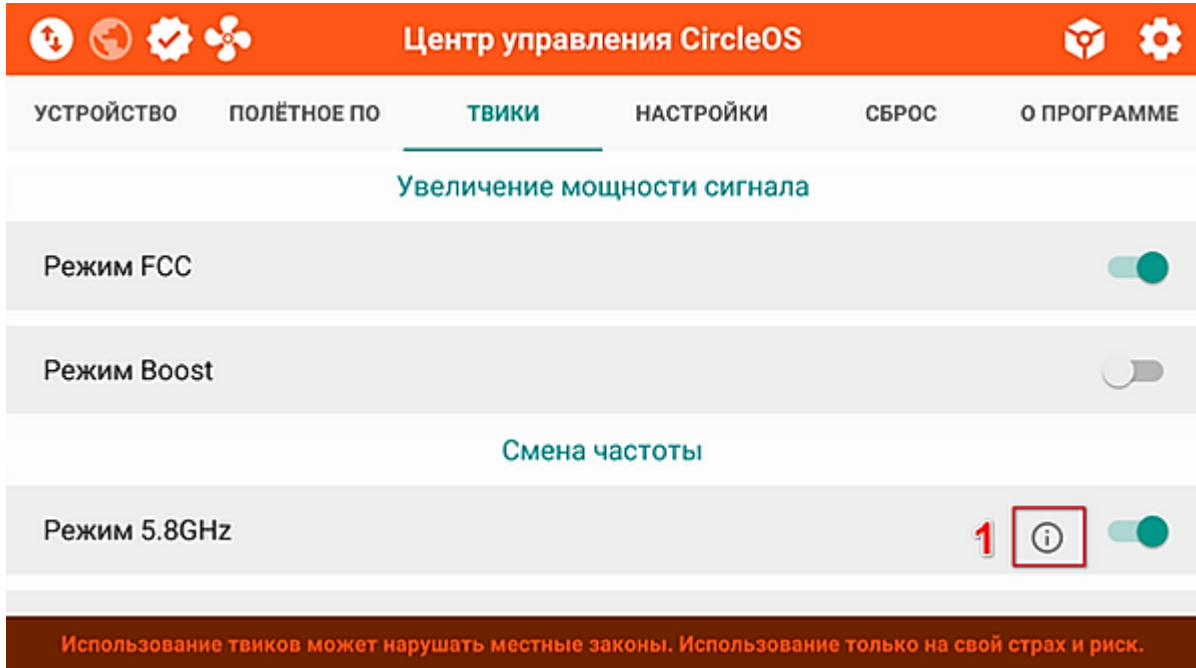 Центр управления CircleOS
УСТРОЙСТВО ПОЛЁТНОЕ ПО ТВИКИ НАСТРОЙКИ СБРОС О ПРОГРАММЕ
Увеличение мощности сигнала
Режим FCC
Режим Boost
Смена частоты
Режим 5.8GHz 1
Использование твиков может нарушать местные законы. Использование только на свой страх и риск.